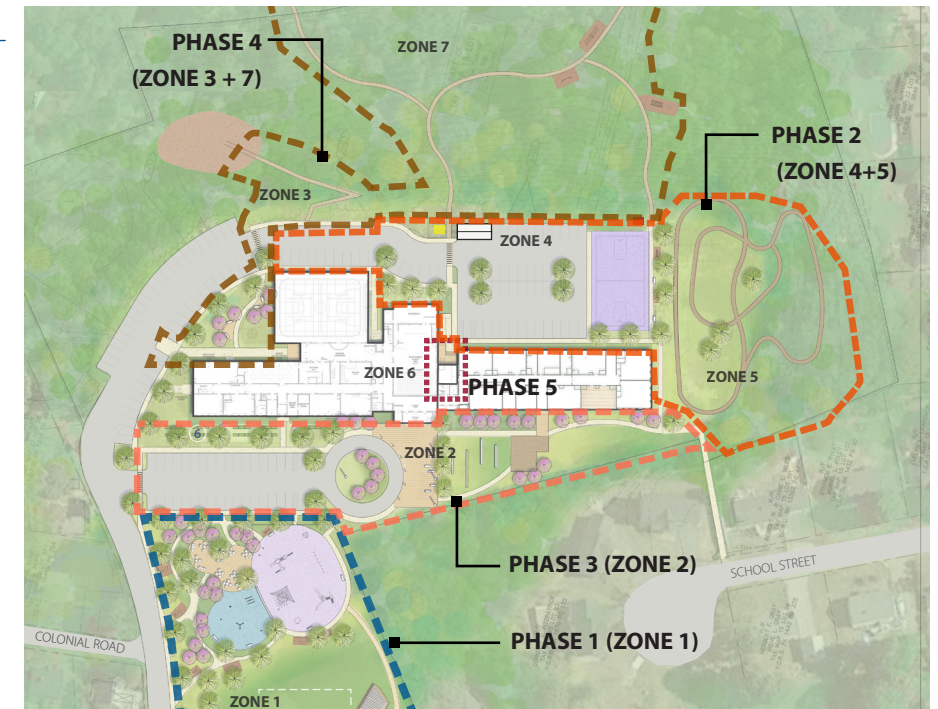 PHASE 4
(ZONE 3 + 7)
ZONE 7
PHASE 2
(ZONE 4+5)
ZONE 3
ZONE 4
ZONE 6
PHASE 5
ZONE 5
6
ZONE 2
PHASE 3 (ZONE 2)
SCHOOL STREET
PHASE 1 (ZONE 1)
COLONIAL ROAD
ZONE 1